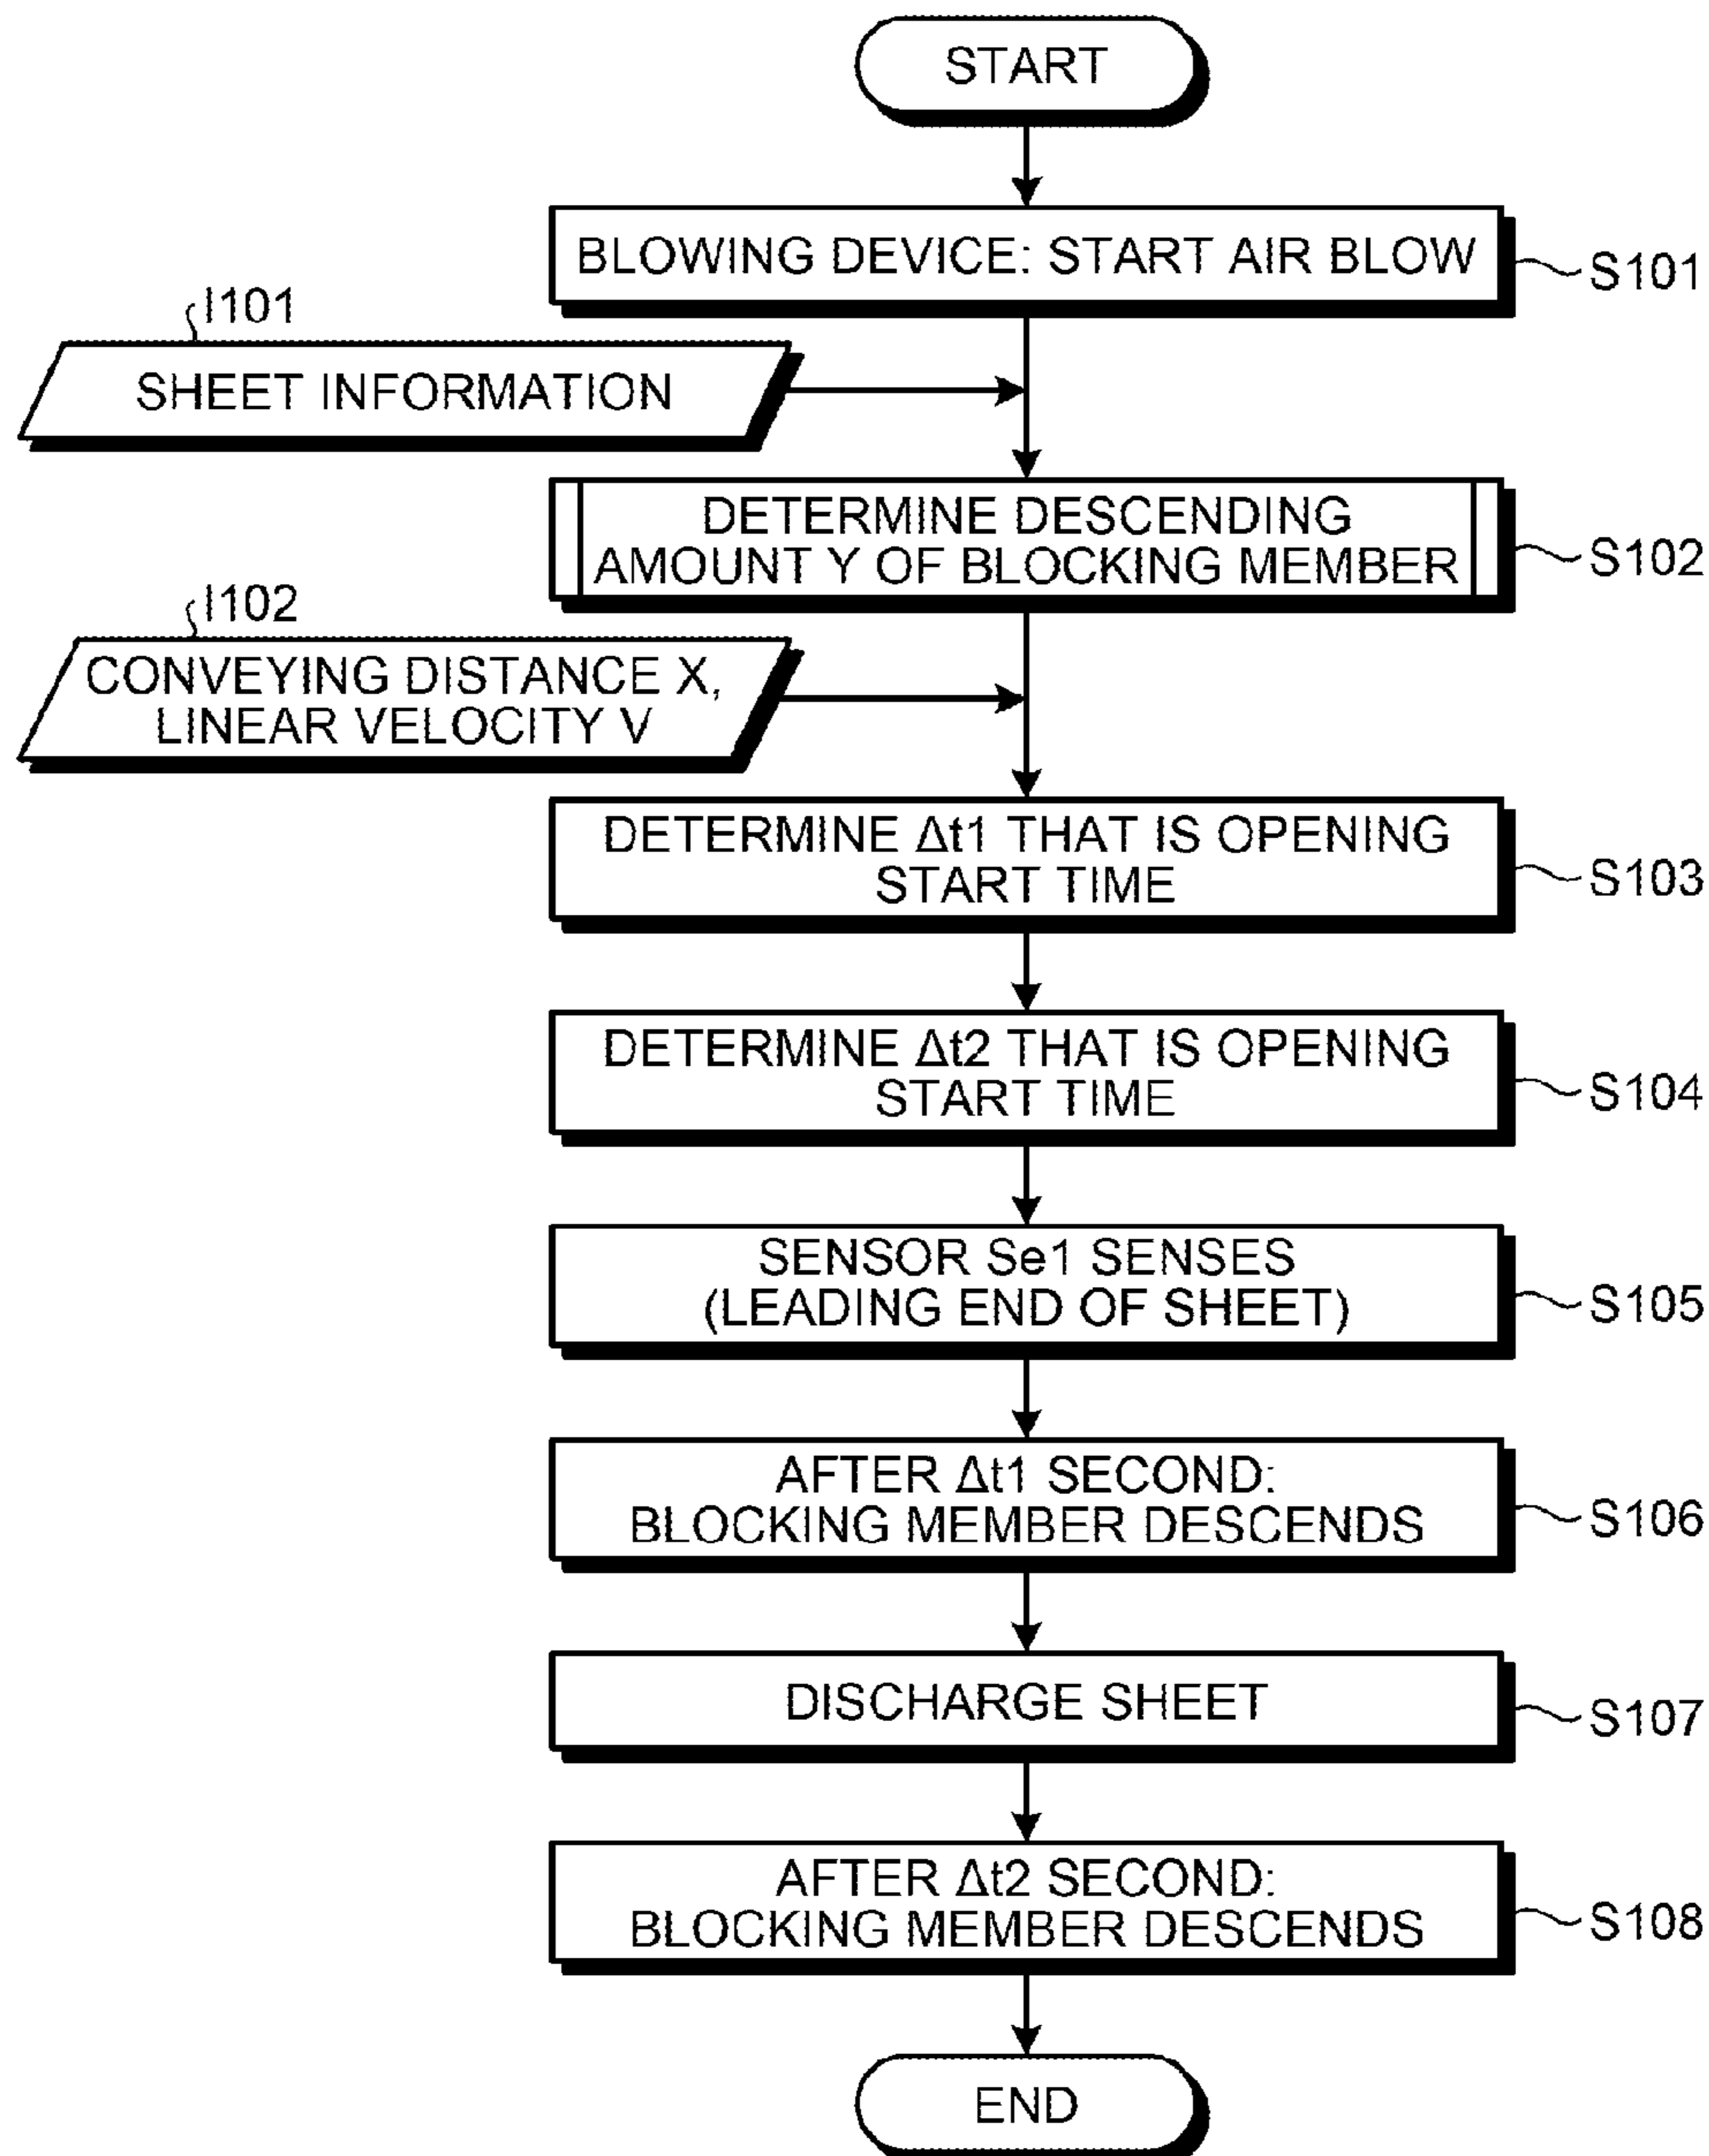 START
BLOWING DEVICE: START AIR BLOW
S101
I101
SHEET INFORMATION
DETERMINE DESCENDING
AMOUNT Y OF BLOCKING MEMBER
S102
I102
CONVEYING DISTANCE X,
LINEAR VELOCITY V
DETERMINE Δt1 THAT IS OPENING
START TIME
S103
DETERMINE Δt2 THAT IS OPENING
START TIME
S104
SENSOR Se1 SENSES
(LEADING END OF SHEET)
S105
AFTER Δt1 SECOND:
BLOCKING MEMBER DESCENDS
S106
DISCHARGE SHEET
S107
AFTER Δt2 SECOND:
BLOCKING MEMBER DESCENDS
S108
END